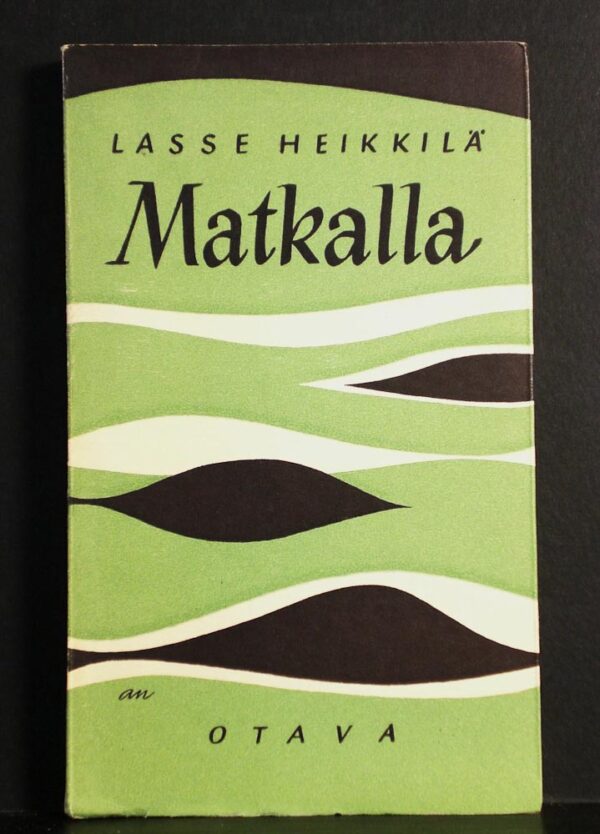 LASSE HEIKKILÄ
Matkalla
an
OTAVA